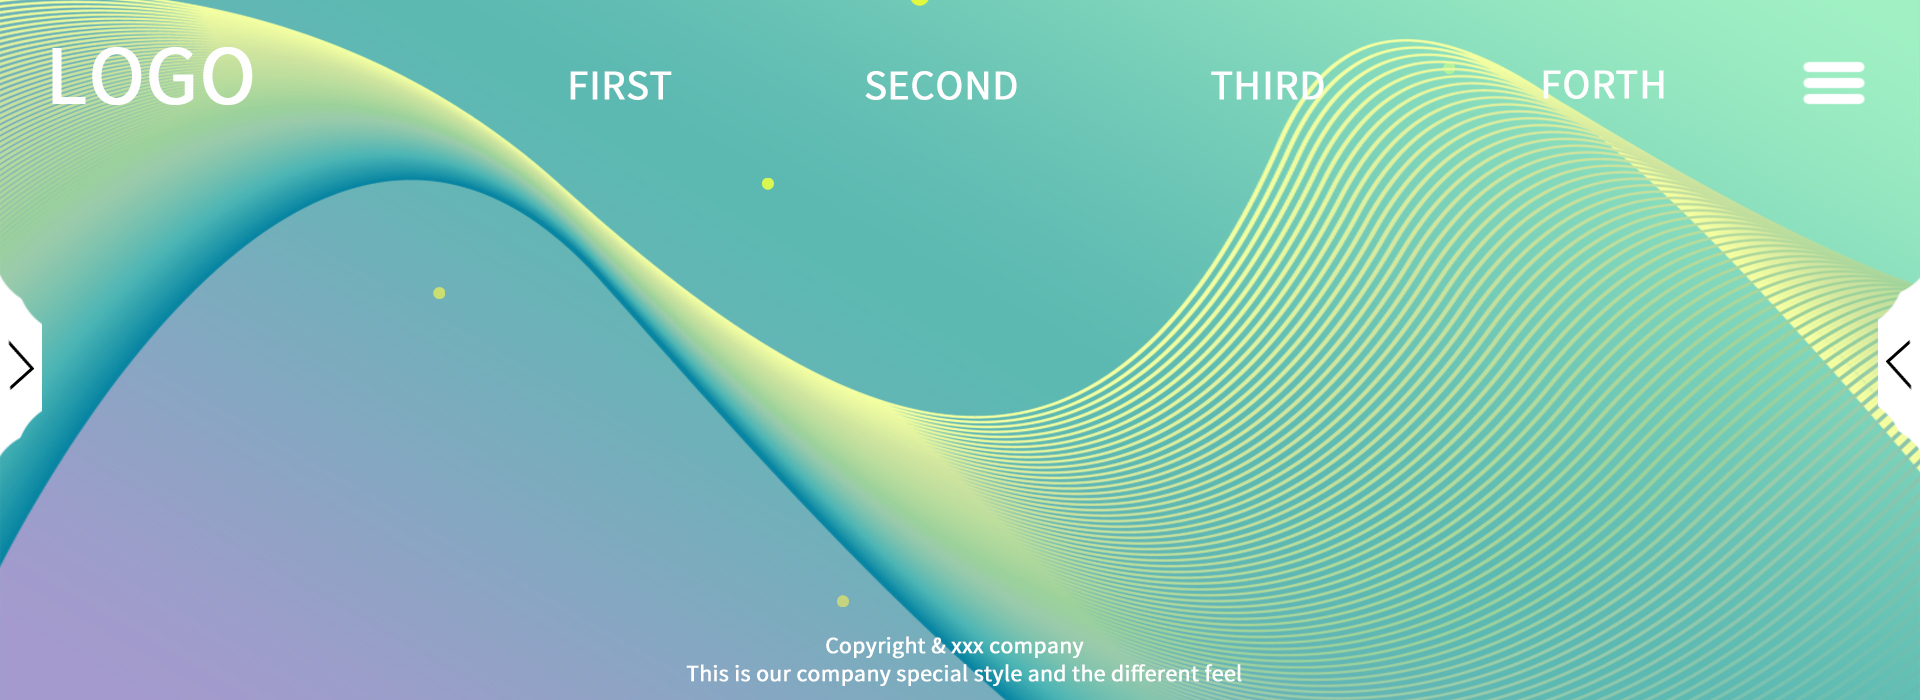 LOGO FIRST SECOND THIRD FORTH
Copyright & xxx company
This is our company special style and the different feel